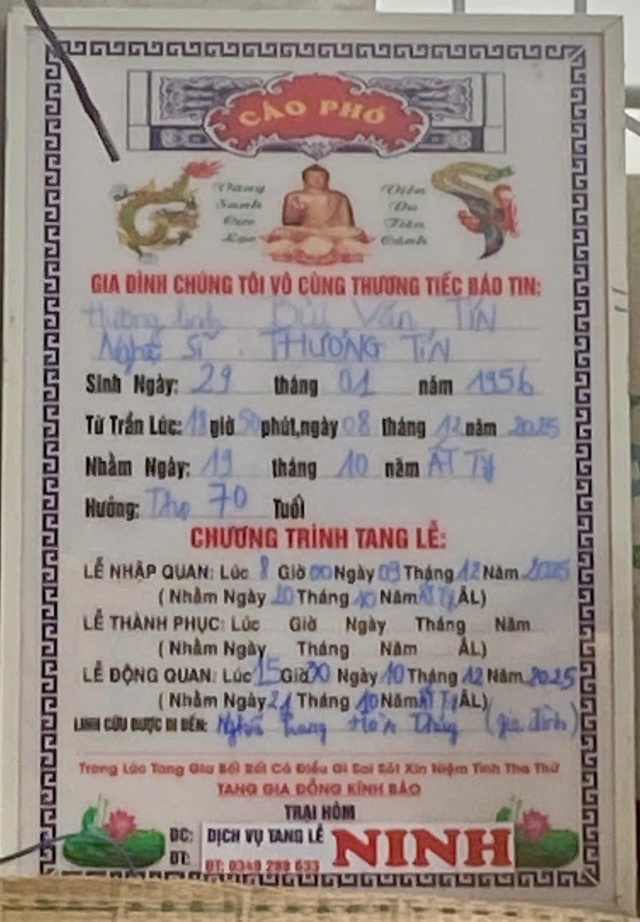 CÁO PHÓ
Vãng Sanh Cực Lạc
Diêu Du Tiên Cảnh
GIA ĐÌNH CHÚNG TÔI VÔ CÙNG THƯƠNG TIẾC BÁO TIN:
Hương linh Bùi Văn Tín
Nghệ sĩ THƯƠNG TÍN
Sinh Ngày: 29 tháng 01 năm 1956
Từ Trần Lúc: 18 giờ 50 phút, ngày 08 tháng 12 năm 2025
Nhằm Ngày: 19 tháng 10 năm ẤT Tỵ
Hưởng: Thọ 70 Tuổi
CHƯƠNG TRÌNH TANG LỄ:
LỄ NHẬP QUAN: Lúc 8 Giờ 00 Ngày 09 Tháng 12 Năm 2025
( Nhằm Ngày 20 Tháng 10 Năm ẤT Tỵ ÂL)
LỄ THÀNH PHỤC: Lúc Giờ Ngày Tháng Năm
(Nhằm Ngày Tháng Năm ÂL)
LỄ ĐỘNG QUAN: Lúc 15 Giờ 00 Ngày 10 Tháng 12 Năm 2025
( Nhằm Ngày 21 Tháng 10 Năm ẤT Tỵ ÂL)
LINH CỮU ĐƯỢC ĐI ĐẾN: Nghĩa trang Hòa Thủy (gia đình)
Trong Lúc Tang Gia Bối Rối Có Điều Gì Sai Sót Xin Niệm Tình Tha Thứ
TANG GIA ĐỒNG KÍNH BÁO
TRẠI HÒM
ĐC: DỊCH VỤ TANG LỄ NINH
ĐT: ĐT: 0349 289 633